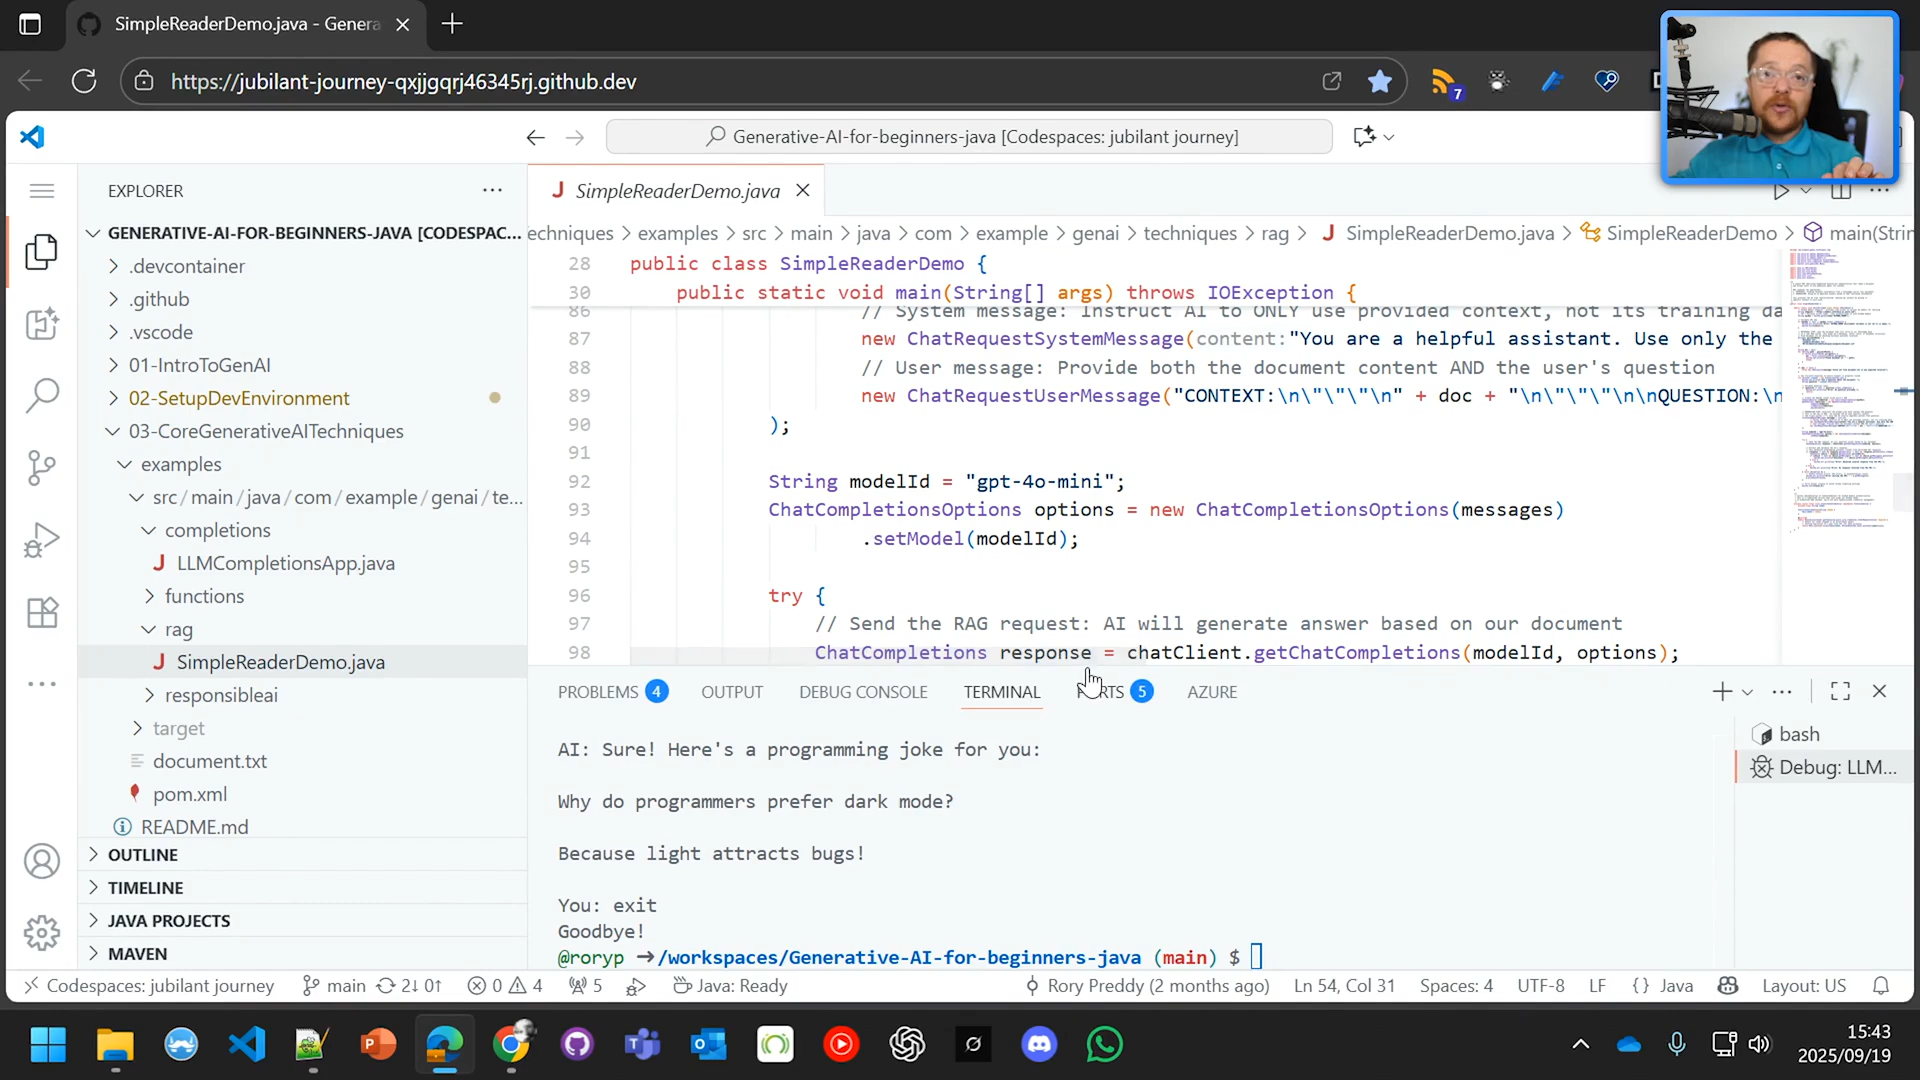 SimpleReaderDemo.java - Genera
https://jubilant-journey-qxjjgqrj46345rj.github.dev
7
Generative-AI-for-beginners-java [Codespaces: jubilant journey]
EXPLORER
GENERATIVE-AI-FOR-BEGINNERS-JAVA [CODESPAC...
.devcontainer
.github
.vscode
01-IntroToGenAI
02-SetupDevEnvironment
03-CoreGenerativeAITechniques
examples
src/main/java/com/example/genai/te...
completions
LLMCompletionsApp.java
functions
rag
SimpleReaderDemo.java
responsibleai
target
document.txt
pom.xml
README.md
OUTLINE
TIMELINE
JAVA PROJECTS
MAVEN
SimpleReaderDemo.java
echniques > examples > src > main > java > com > example > genai > techniques > rag > SimpleReaderDemo.java > SimpleReaderDemo > main(Strin
28 public class SimpleReaderDemo {
30 public static void main(String[] args) throws IOException {
86 // System message: Instruct AI to ONLY use provided context, not its training da
87 new ChatRequestSystemMessage(content:"You are a helpful assistant. Use only the
88 // User message: Provide both the document content AND the user's question
89 new ChatRequestUserMessage("CONTEXT:\n\"\"\"\n" + doc + "\n\"\"\"\n\nQUESTION:\n
90 );
91
92 String modelId = "gpt-4o-mini";
93 ChatCompletionsOptions options = new ChatCompletionsOptions(messages)
94 .setModel(modelId);
95
96 try {
97 // Send the RAG request: AI will generate answer based on our document
98 ChatCompletions response = chatClient.getChatCompletions(modelId, options);
PROBLEMS 4 OUTPUT DEBUG CONSOLE TERMINAL PORTS 5 AZURE
AI: Sure! Here's a programming joke for you:
Why do programmers prefer dark mode?
Because light attracts bugs!
You: exit
Goodbye!
@roryp ➜/workspaces/Generative-AI-for-beginners-java (main) $
bash
Debug: LLM...
Codespaces: jubilant journey main 2↓ 0↑ 0 4 5 Java: Ready Rory Preddy (2 months ago) Ln 54, Col 31 Spaces: 4 UTF-8 LF {} Java Layout: US
15:43
2025/09/19